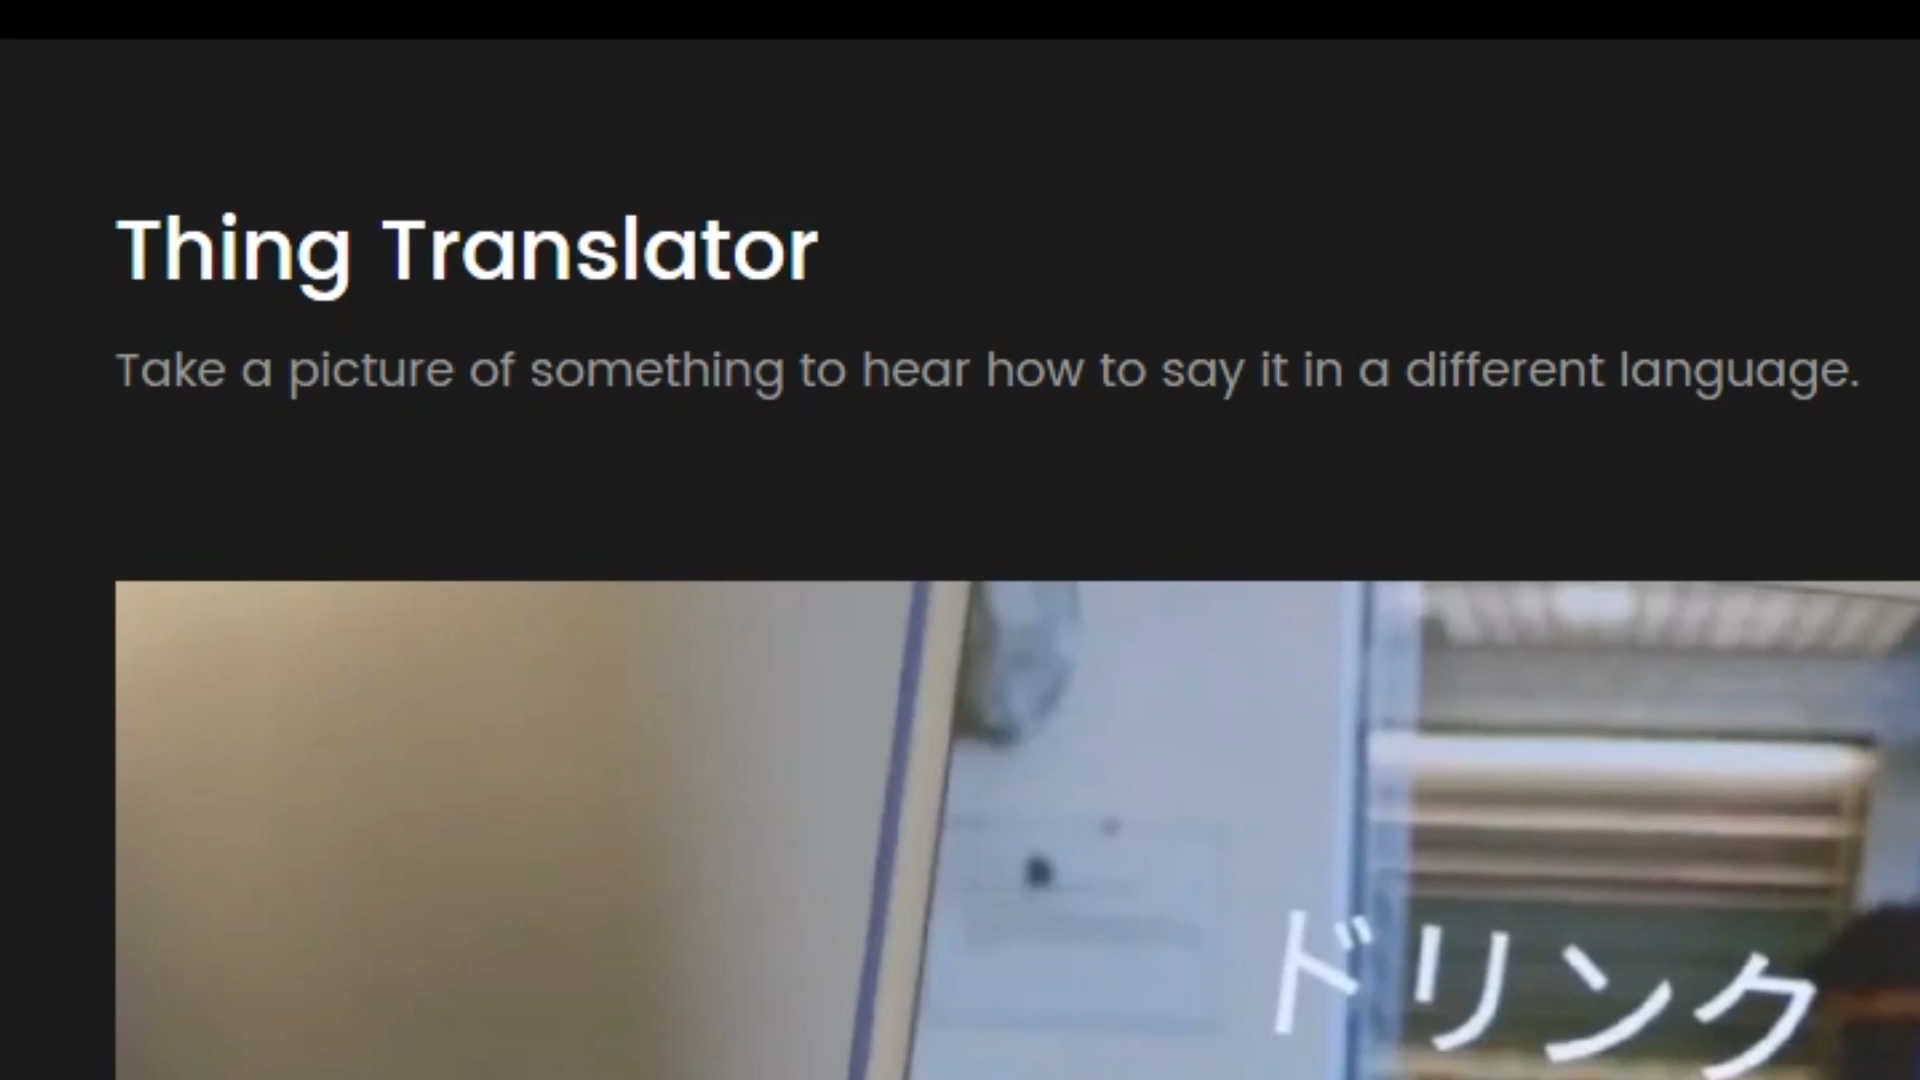 Thing Translator
Take a picture of something to hear how to say it in a different language.
ドリンク